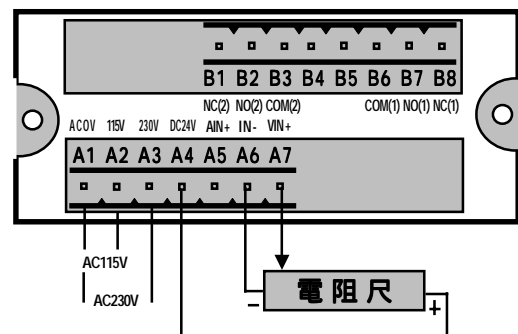 B1 B2 B3 B4 B5 B6 B7 B8
NC(2) NO(2) COM(2) COM(1) NO(1) NC(1)
AC0V 115V 230V DC24V AIN+ IN- VIN+
A1 A2 A3 A4 A5 A6 A7
AC115V
AC230V
- 電阻尺 +